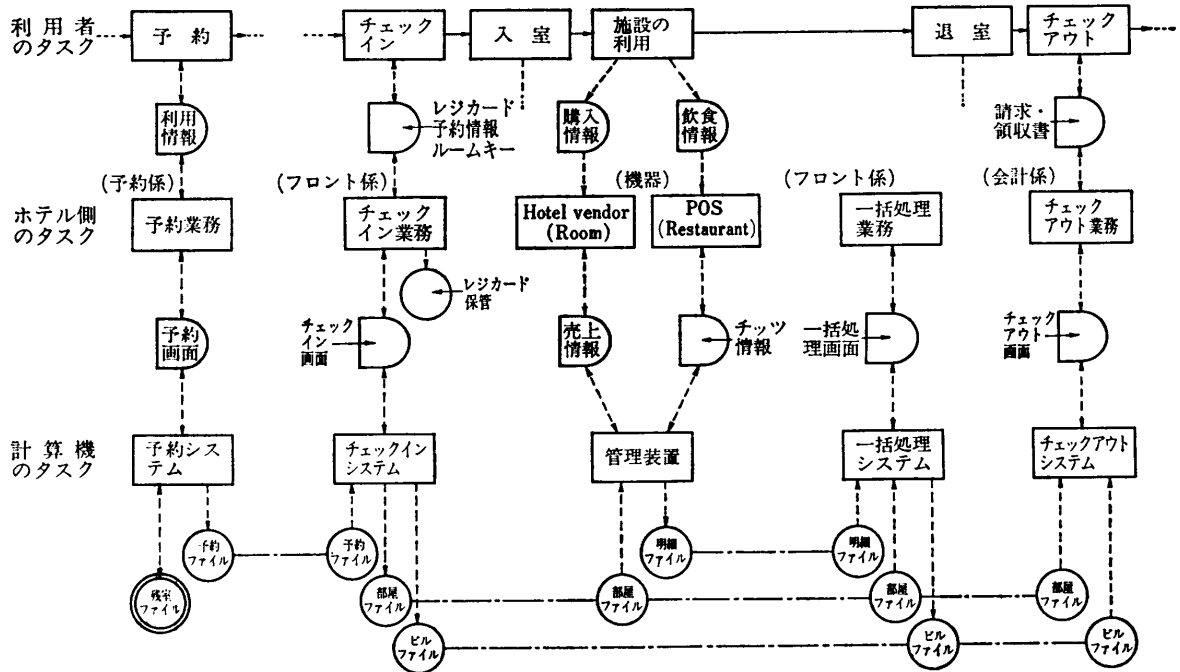 利用者
のタスク
予約
チェック
イン
入室
施設の
利用
退室
チェック
アウト
利用
情報
レジカード
予約情報
ルームキー
購入
情報
飲食
情報
請求・
領収書
(予約係)
(フロント係)
(機器)
(フロント係)
(会計係)
ホテル側
のタスク
予約業務
チェック
イン業務
Hotel vendor
(Room)
POS
(Restaurant)
一括処理
業務
チェック
アウト業務
レジカード
保管
予約
画面
チェック
イン
画面
売上
情報
チッツ
情報
一括処
理画面
チェック
アウト
画面
計算機
のタスク
予約シス
テム
チェックイン
システム
管理装置
一括処理
システム
チェックアウト
システム
予約
ファイル
予約
ファイル
明細
ファイル
明細
ファイル
残室
ファイル
部屋
ファイル
部屋
ファイル
部屋
ファイル
部屋
ファイル
ビル
ファイル
ビル
ファイル
ビル
ファイル